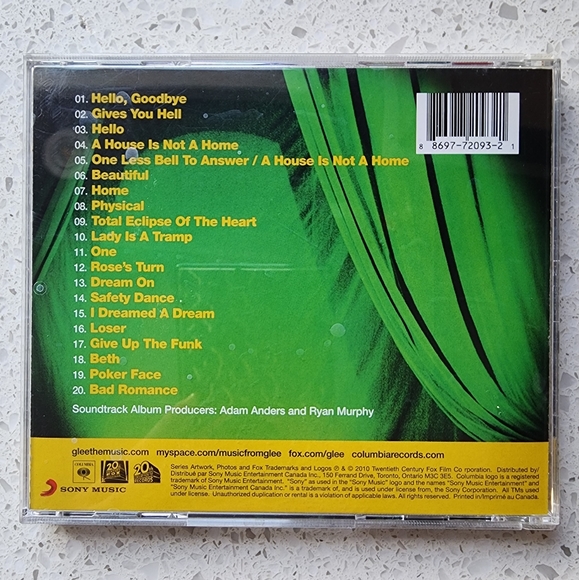 01. Hello, Goodbye
02. Gives You Hell
03. Hello
04. A House Is Not A Home
05. One Less Bell To Answer / A House Is Not A Home
06. Beautiful
07. Home
08. Physical
09. Total Eclipse Of The Heart
10. Lady Is A Tramp
11. One
12. Rose's Turn
13. Dream On
14. Safety Dance
15. I Dreamed A Dream
16. Loser
17. Give Up The Funk
18. Beth
19. Poker Face
20. Bad Romance
Soundtrack Album Producers: Adam Anders and Ryan Murphy
8 8697-72093-2 1
gleethemusic.com myspace.com/musicfromglee fox.com/glee columbiarecords.com
COLUMBIA
SONY MUSIC
Series Artwork, Photos and Fox Trademarks and Logos ℗ & © 2010 Twentieth Century Fox Film Co rporation. Distributed by/
Distribué par Sony Music Entertainment Canada Inc., 150 Ferrand Drive, Toronto, Ontario M3C 3E5. Columbia logo is a registered
trademark of Sony Music Entertainment. "Sony" as used in the "Sony Music" logo and the names "Sony Music Entertainment" and
"Sony Music Entertainment Canada Inc." is a trademark of, and is used under license from, the Sony Corporation. All TMs used
under license. Unauthorized duplication or rental is a violation of applicable laws. All rights reserved. Printed in/Imprimé au Canada.